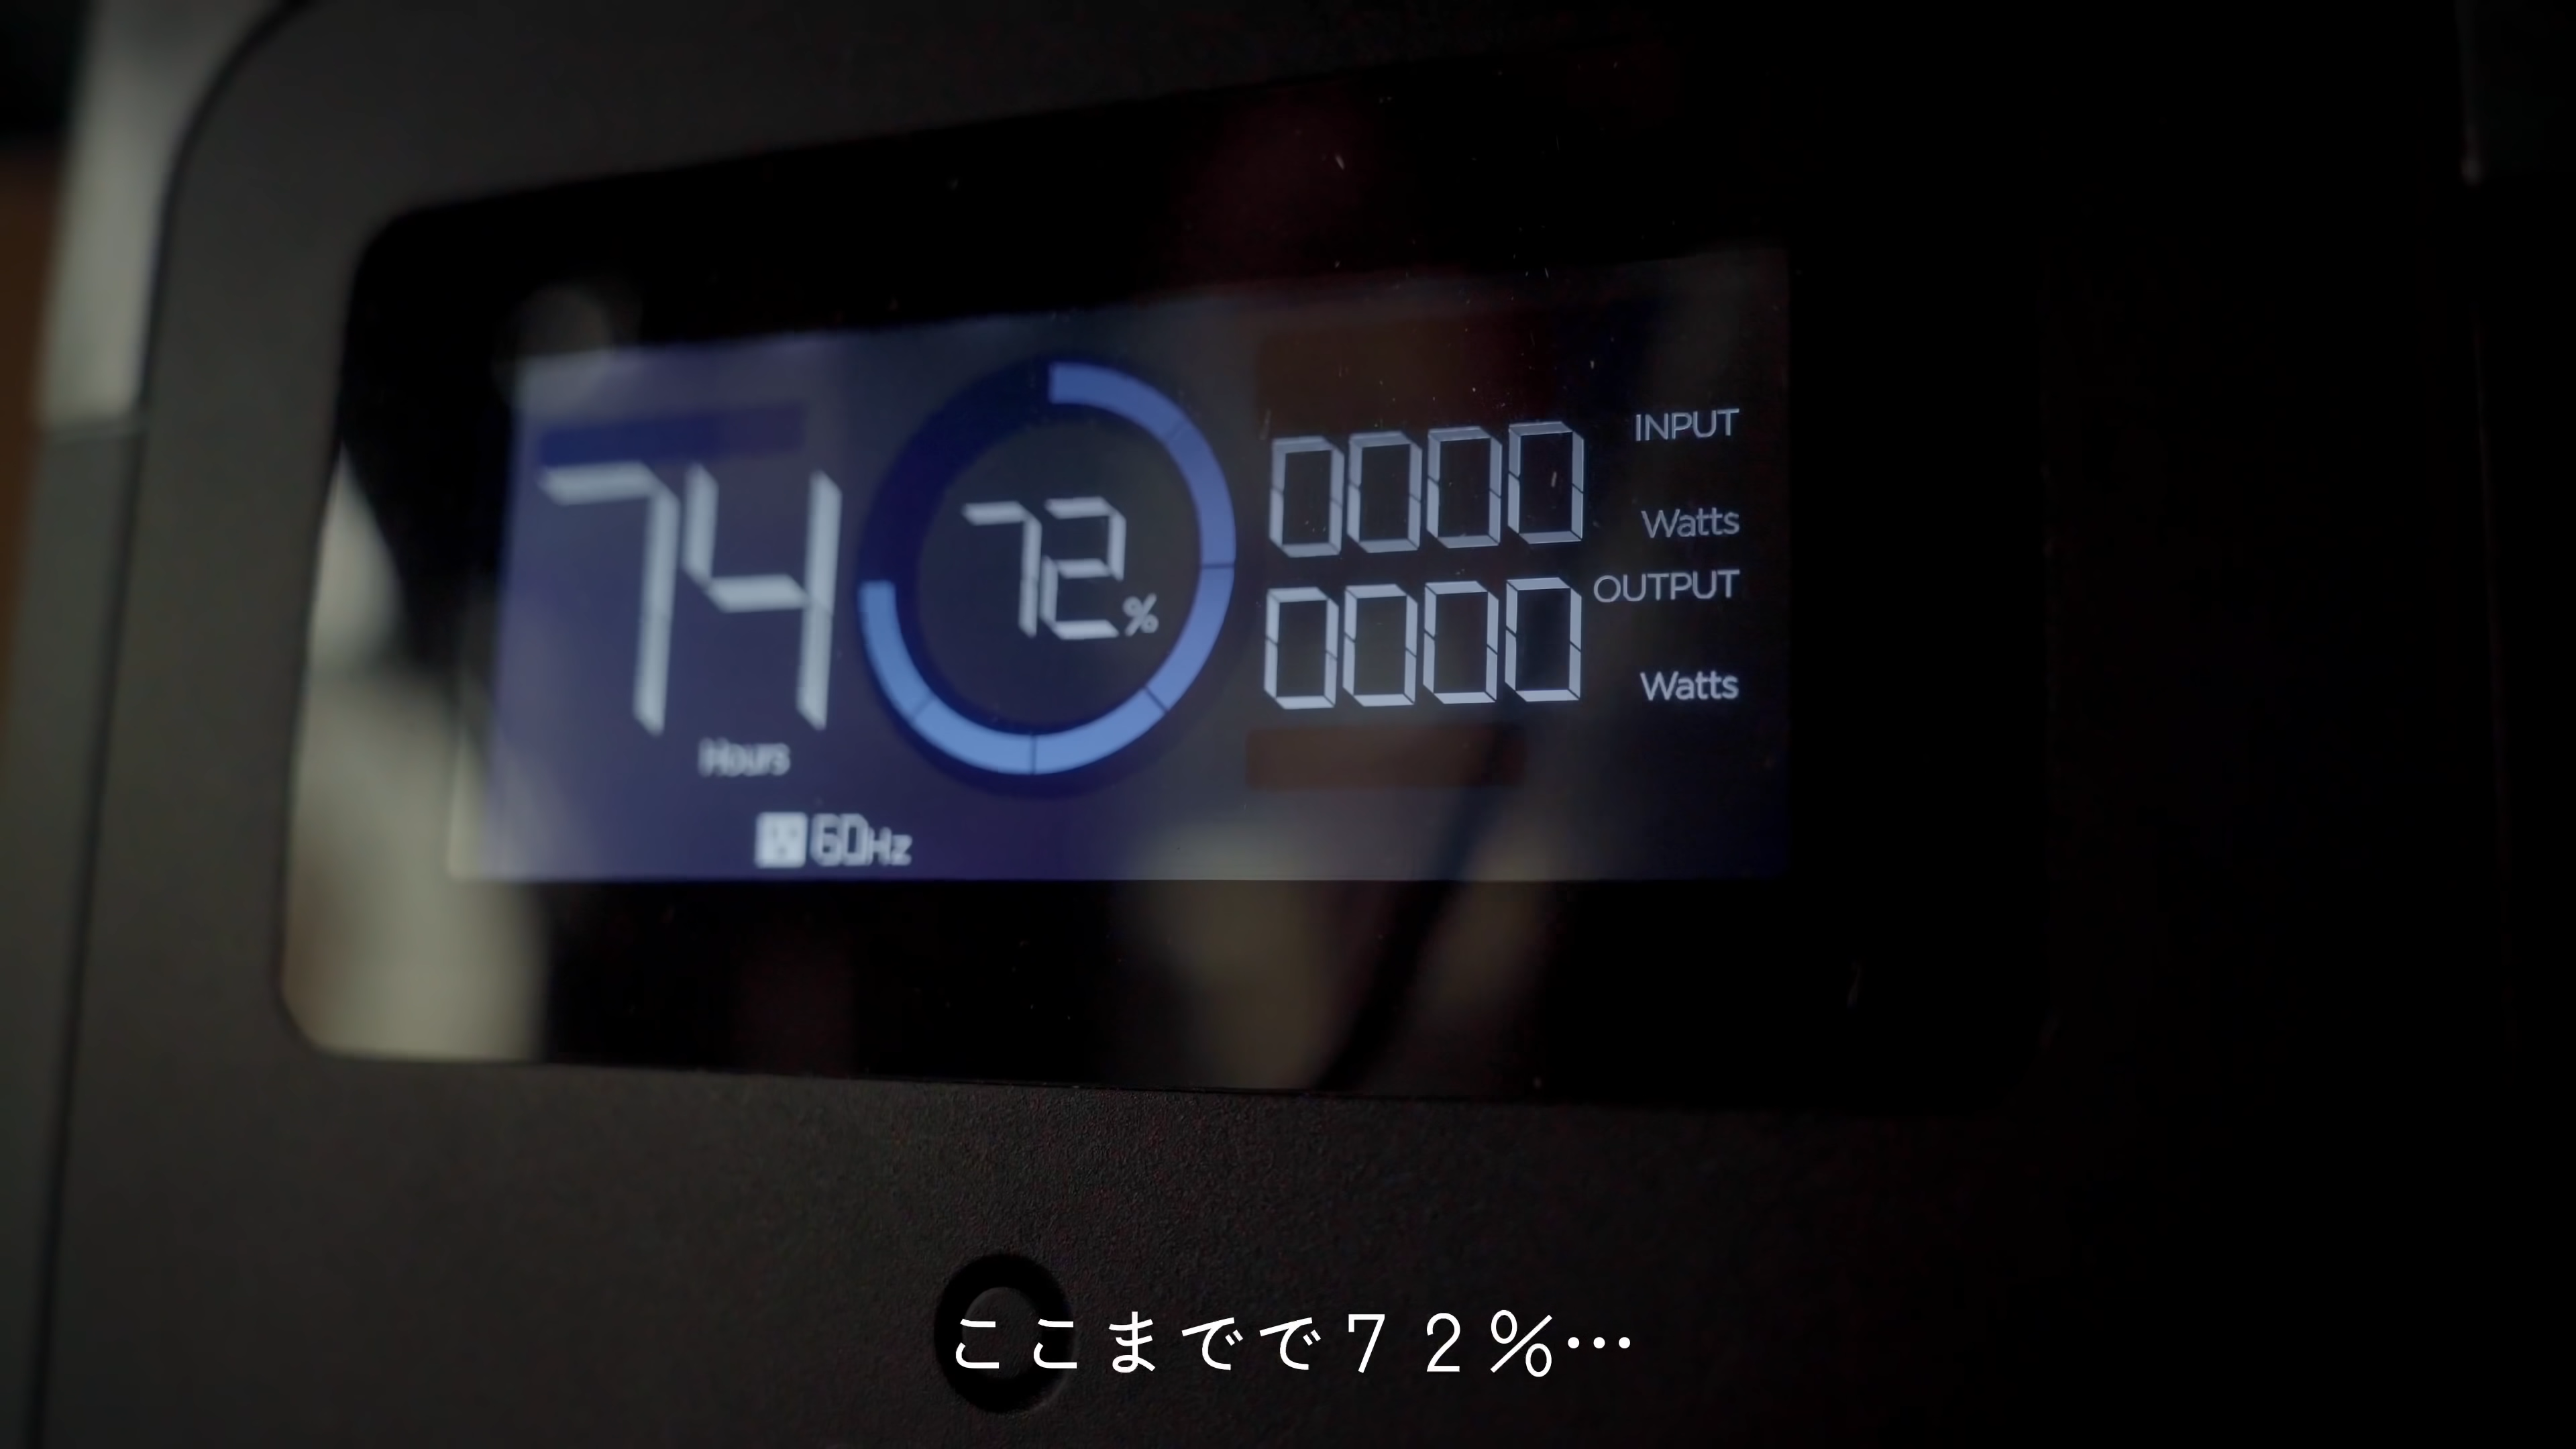 74
Hours
72%
0000
INPUT
Watts
0000
OUTPUT
Watts
60Hz
ここまでで７２％…